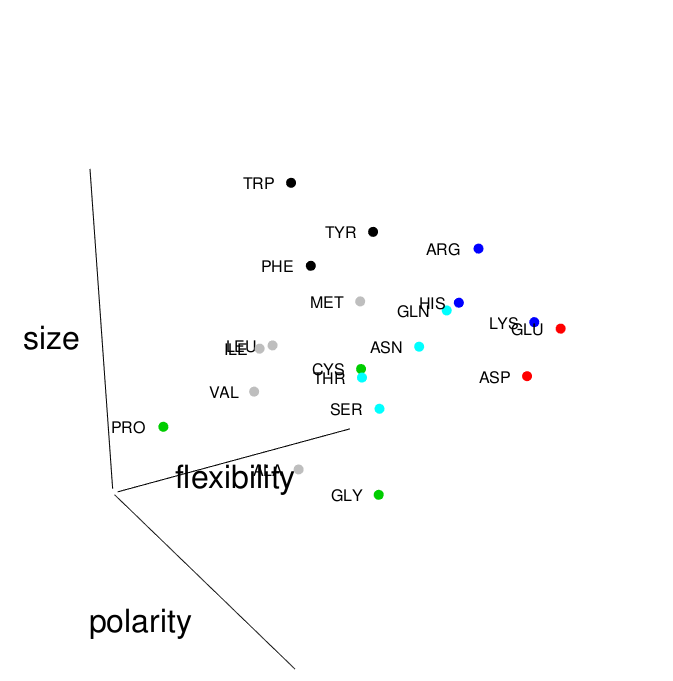 TRP
TYR
ARG
PHE
MET
HIS
GLN
LYS
GLU
size
LEU
ILE
ASN
CYS
THR
ASP
VAL
SER
PRO
ALA
flexibility
GLY
polarity